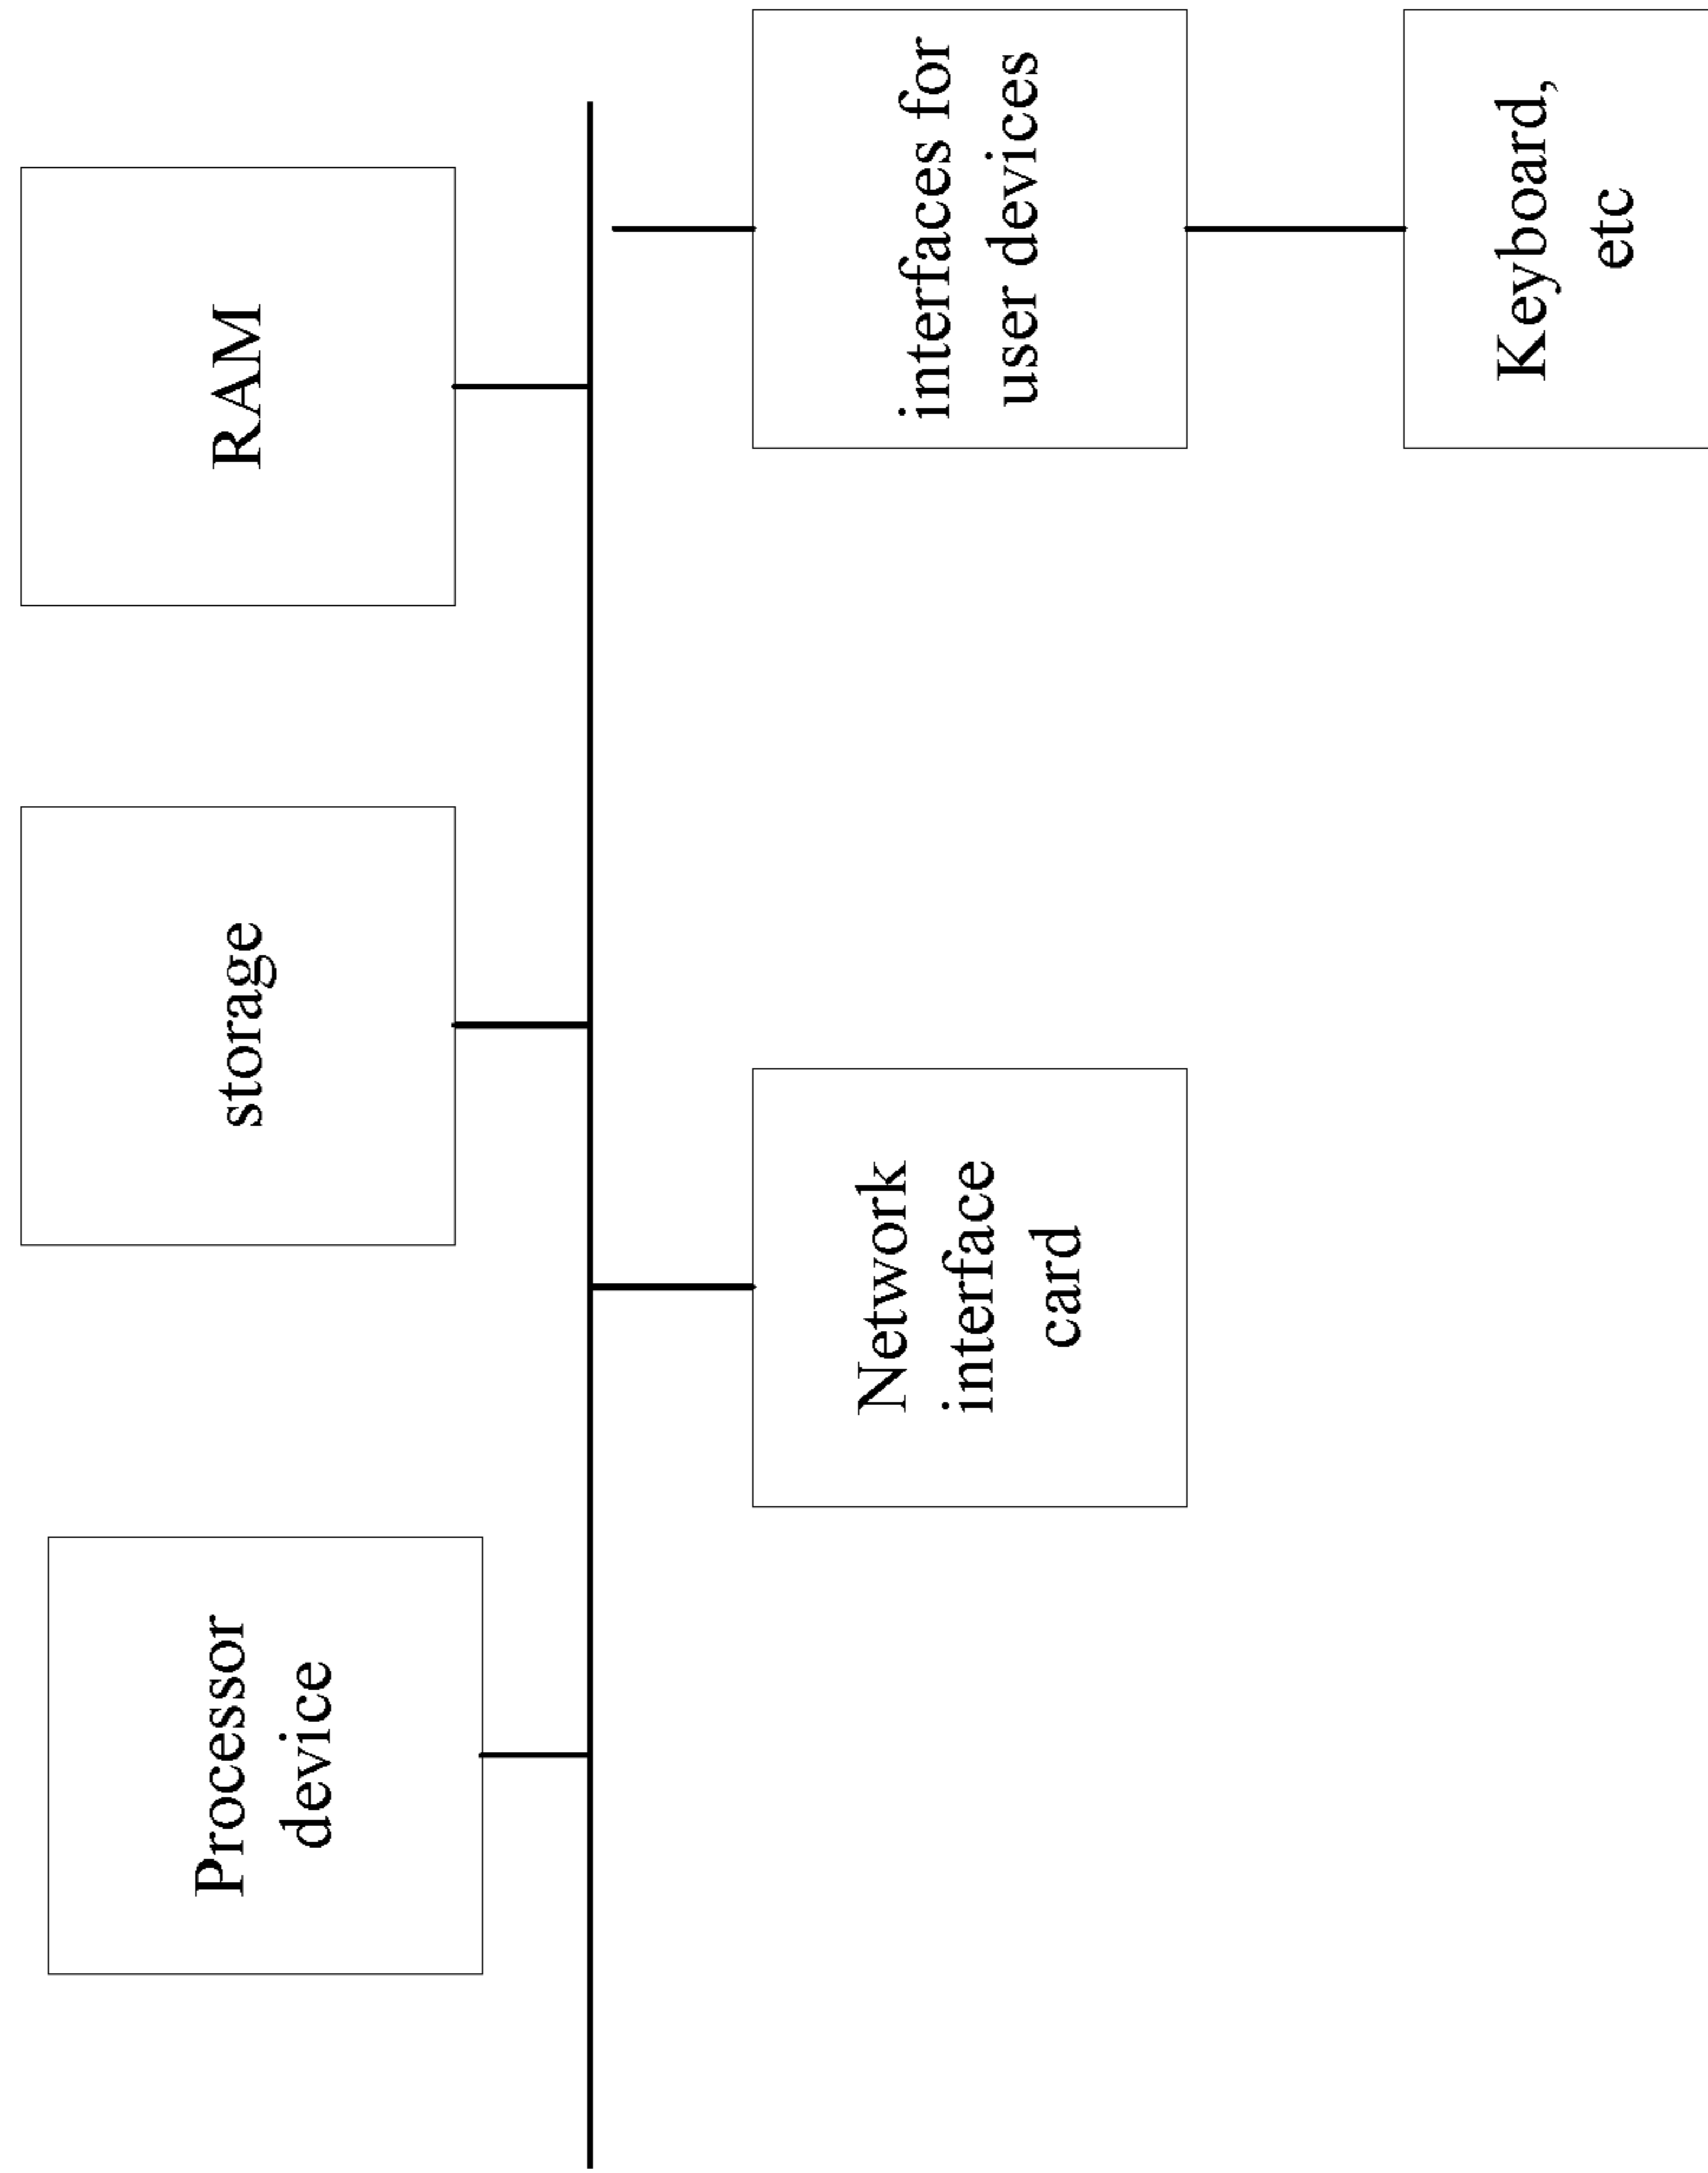 Processor
device
storage
RAM
Network
interface
card
interfaces for
user devices
Keyboard,
etc